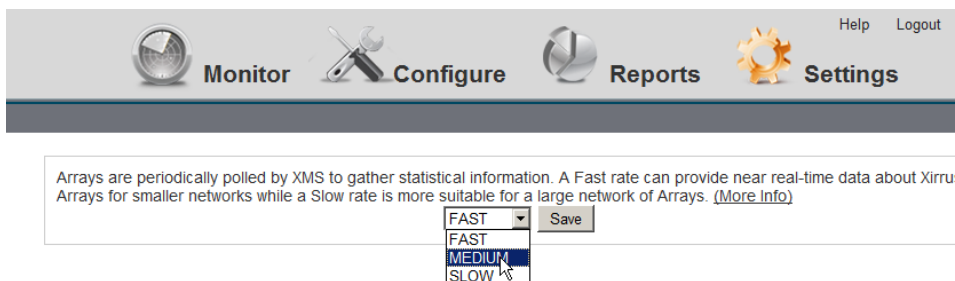 Help Logout
Monitor Configure Reports Settings
Arrays are periodically polled by XMS to gather statistical information. A Fast rate can provide near real-time data about Xirrus
Arrays for smaller networks while a Slow rate is more suitable for a large network of Arrays. (More Info)
FAST Save
FAST
MEDIUM
SLOW